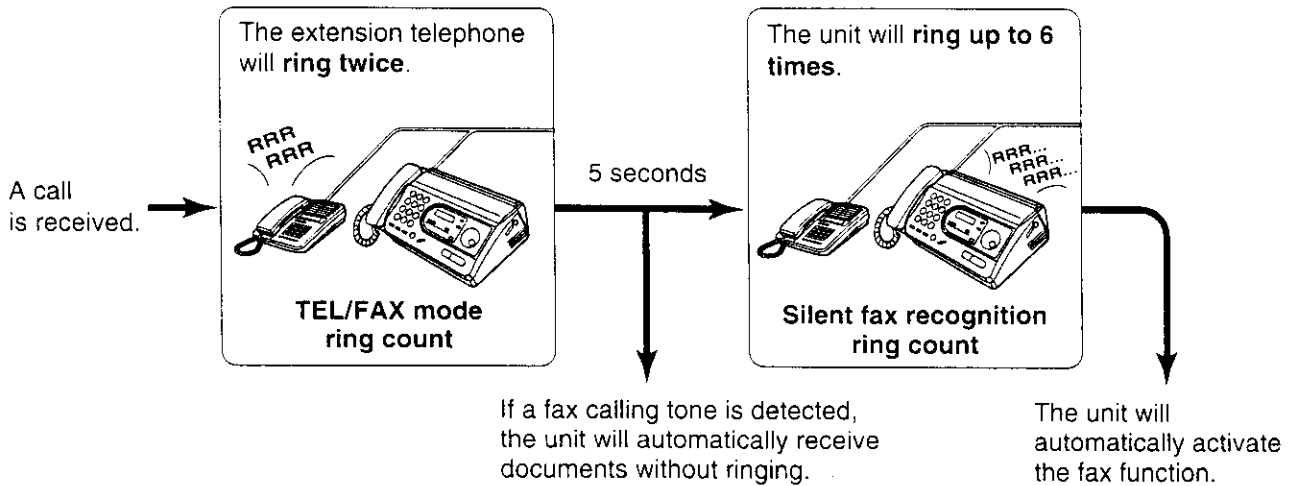 The extension telephone
will ring twice.
RRR
RRR
A call
is received.
TEL/FAX mode
ring count
5 seconds
If a fax calling tone is detected,
the unit will automatically receive
documents without ringing.
The unit will ring up to 6
times.
RRR...
RRR...
RRR...
Silent fax recognition
ring count
The unit will
automatically activate
the fax function.